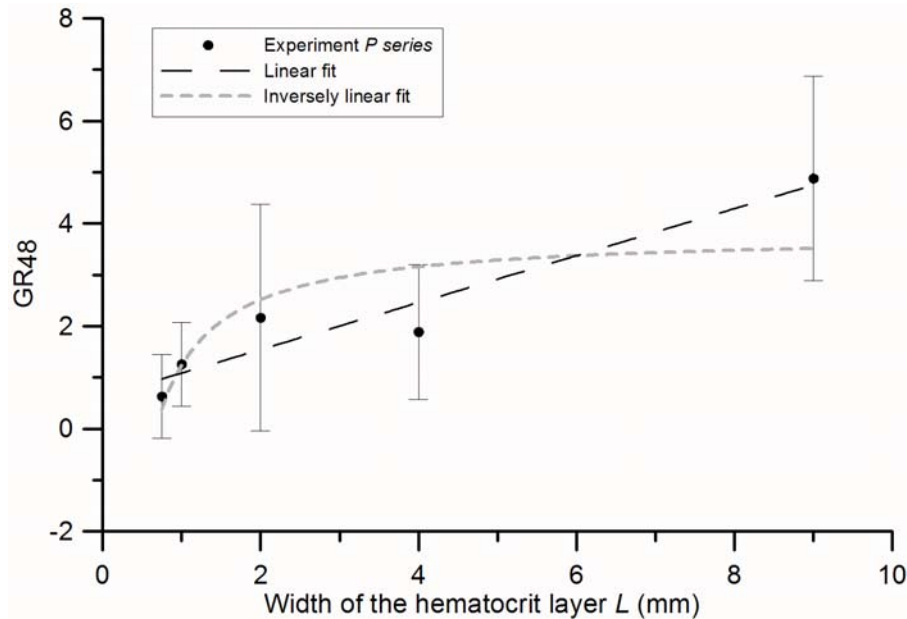 8
6
4
2
0
-2
GR48
Experiment P series
Linear fit
Inversely linear fit
0 2 4 6 8 10
Width of the hematocrit layer L (mm)